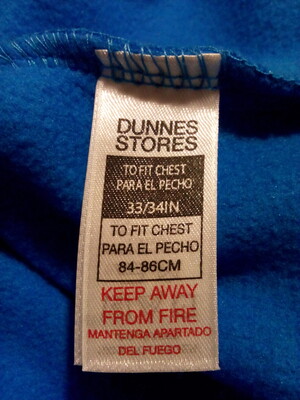 DUNNES
STORES
TO FIT CHEST
PARA EL PECHO
33/34IN
TO FIT CHEST
PARA EL PECHO
84-86CM
KEEP AWAY
FROM FIRE
MANTENGA APARTADO
DEL FUEGO